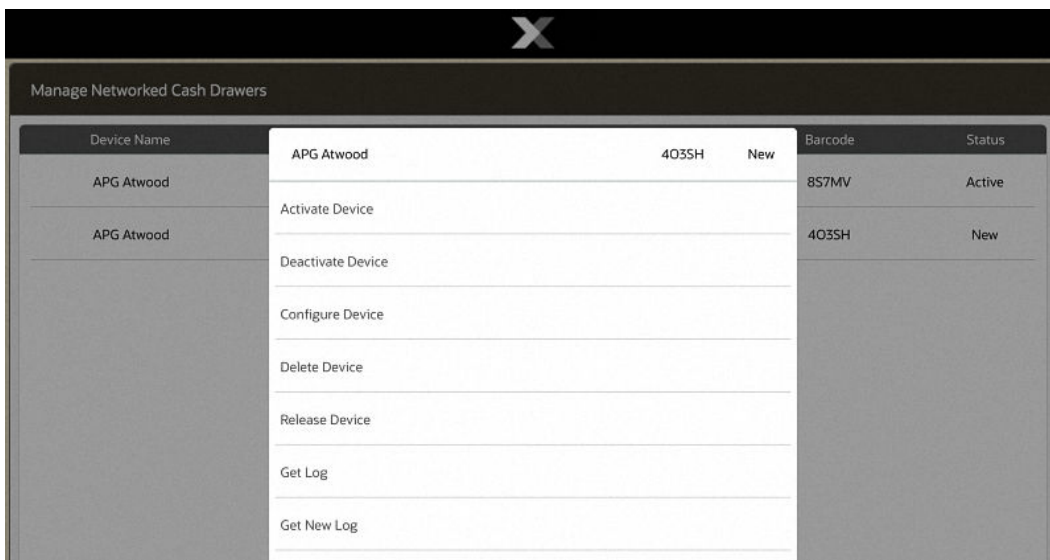 Manage Networked Cash Drawers
Device Name Barcode Status
APG Atwood 4O3SH New
APG Atwood 8S7MV Active
Activate Device
APG Atwood 4O3SH New
Deactivate Device
Configure Device
Delete Device
Release Device
Get Log
Get New Log